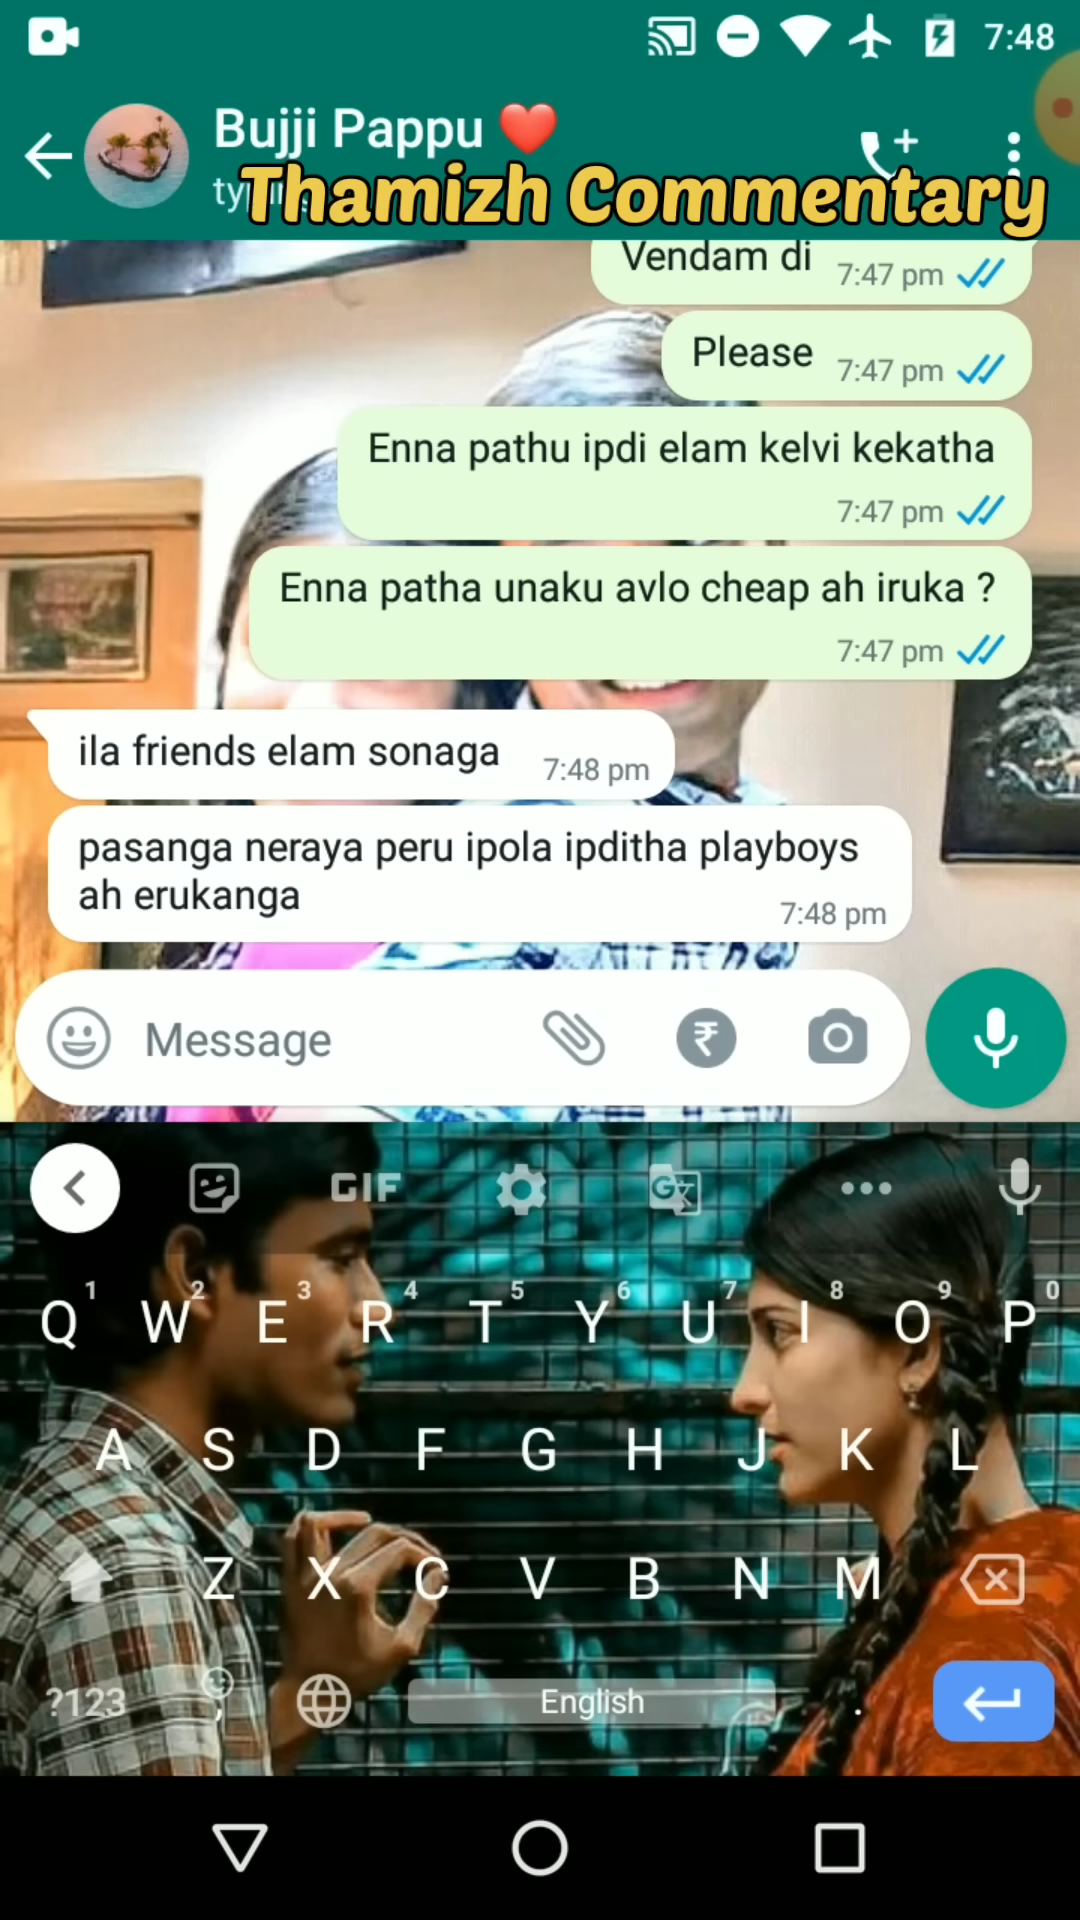 7:48
Bujji Pappu ❤️
Thamizh Commentary
Vendam di 7:47 pm
Please 7:47 pm
Enna pathu ipdi elam kelvi kekatha
7:47 pm
Enna patha unaku avlo cheap ah iruka ?
7:47 pm
ila friends elam sonaga 7:48 pm
pasanga neraya peru ipola ipditha playboys
ah erukanga
7:48 pm
Message
GIF
1 2 3 4 5 6 7 8 9 0
Q W E R T Y U I O P
A S D F G H J K L
Z X C V B N M
?123 , English .